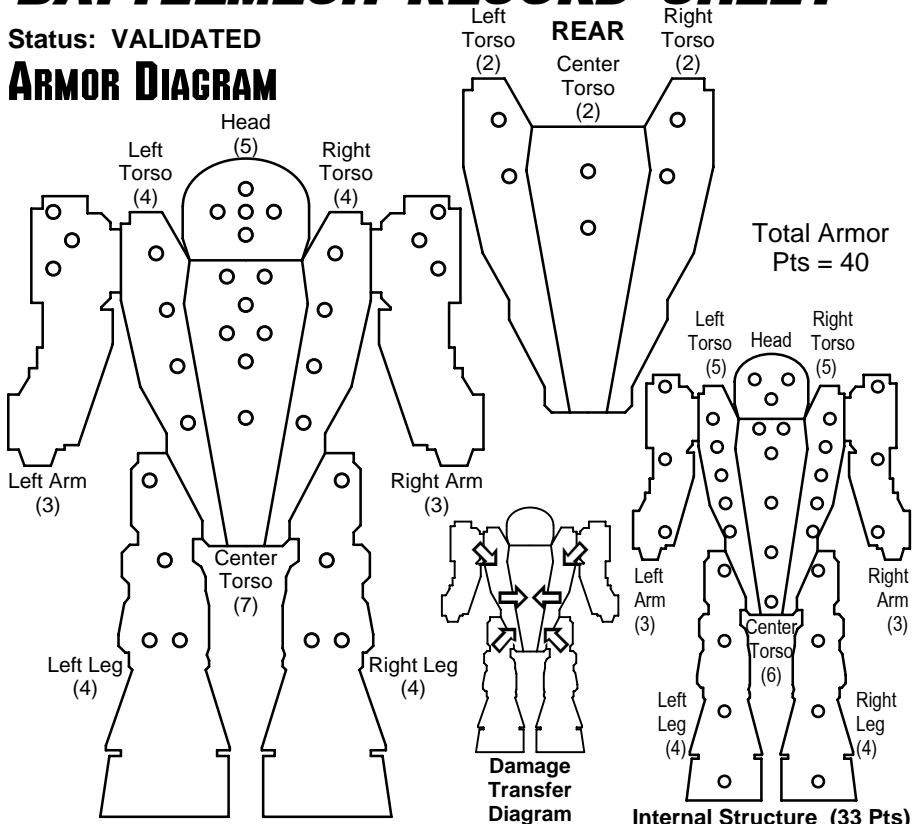 BATTLEMECH RECORD SHEET
Status: VALIDATED
ARMOR DIAGRAM
Head
(5)
Left
Torso
(4)
Right
Torso
(4)
Left Arm
(3)
Right Arm
(3)
Center
Torso
(7)
Left Leg
(4)
Right Leg
(4)
Left
Torso
(2)
REAR
Center
Torso
(2)
Right
Torso
(2)
Total Armor
Pts = 40
Damage
Transfer
Diagram
Left
Torso
(5)
Head
Right
Torso
(5)
Left
Arm
(3)
Right
Arm
(3)
Center
Torso
(6)
Left
Leg
(4)
Right
Leg
(4)
Internal Structure (33 Pts)